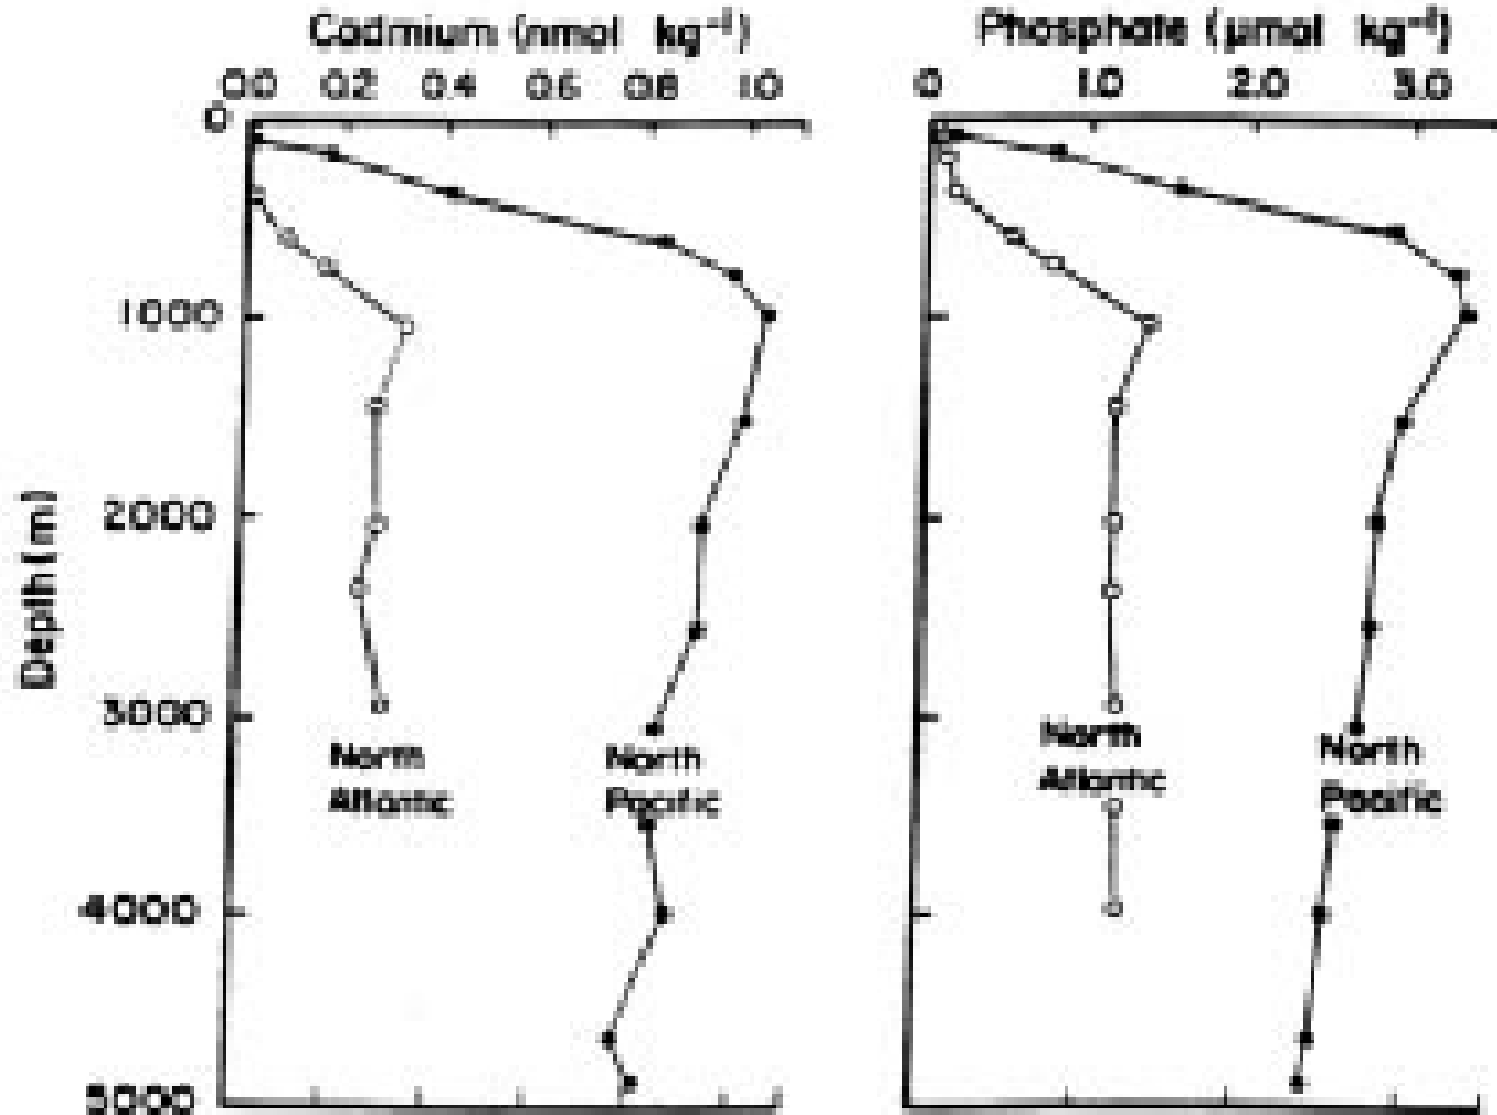 Cadmium (nmol kg⁻¹)
0.0 0.2 0.4 0.6 0.8 1.0
Phosphate (μmol kg⁻¹)
0 1.0 2.0 3.0
0
1000
2000
3000
4000
5000
Depth (m)
North
Atlantic
North
Pacific
North
Atlantic
North
Pacific